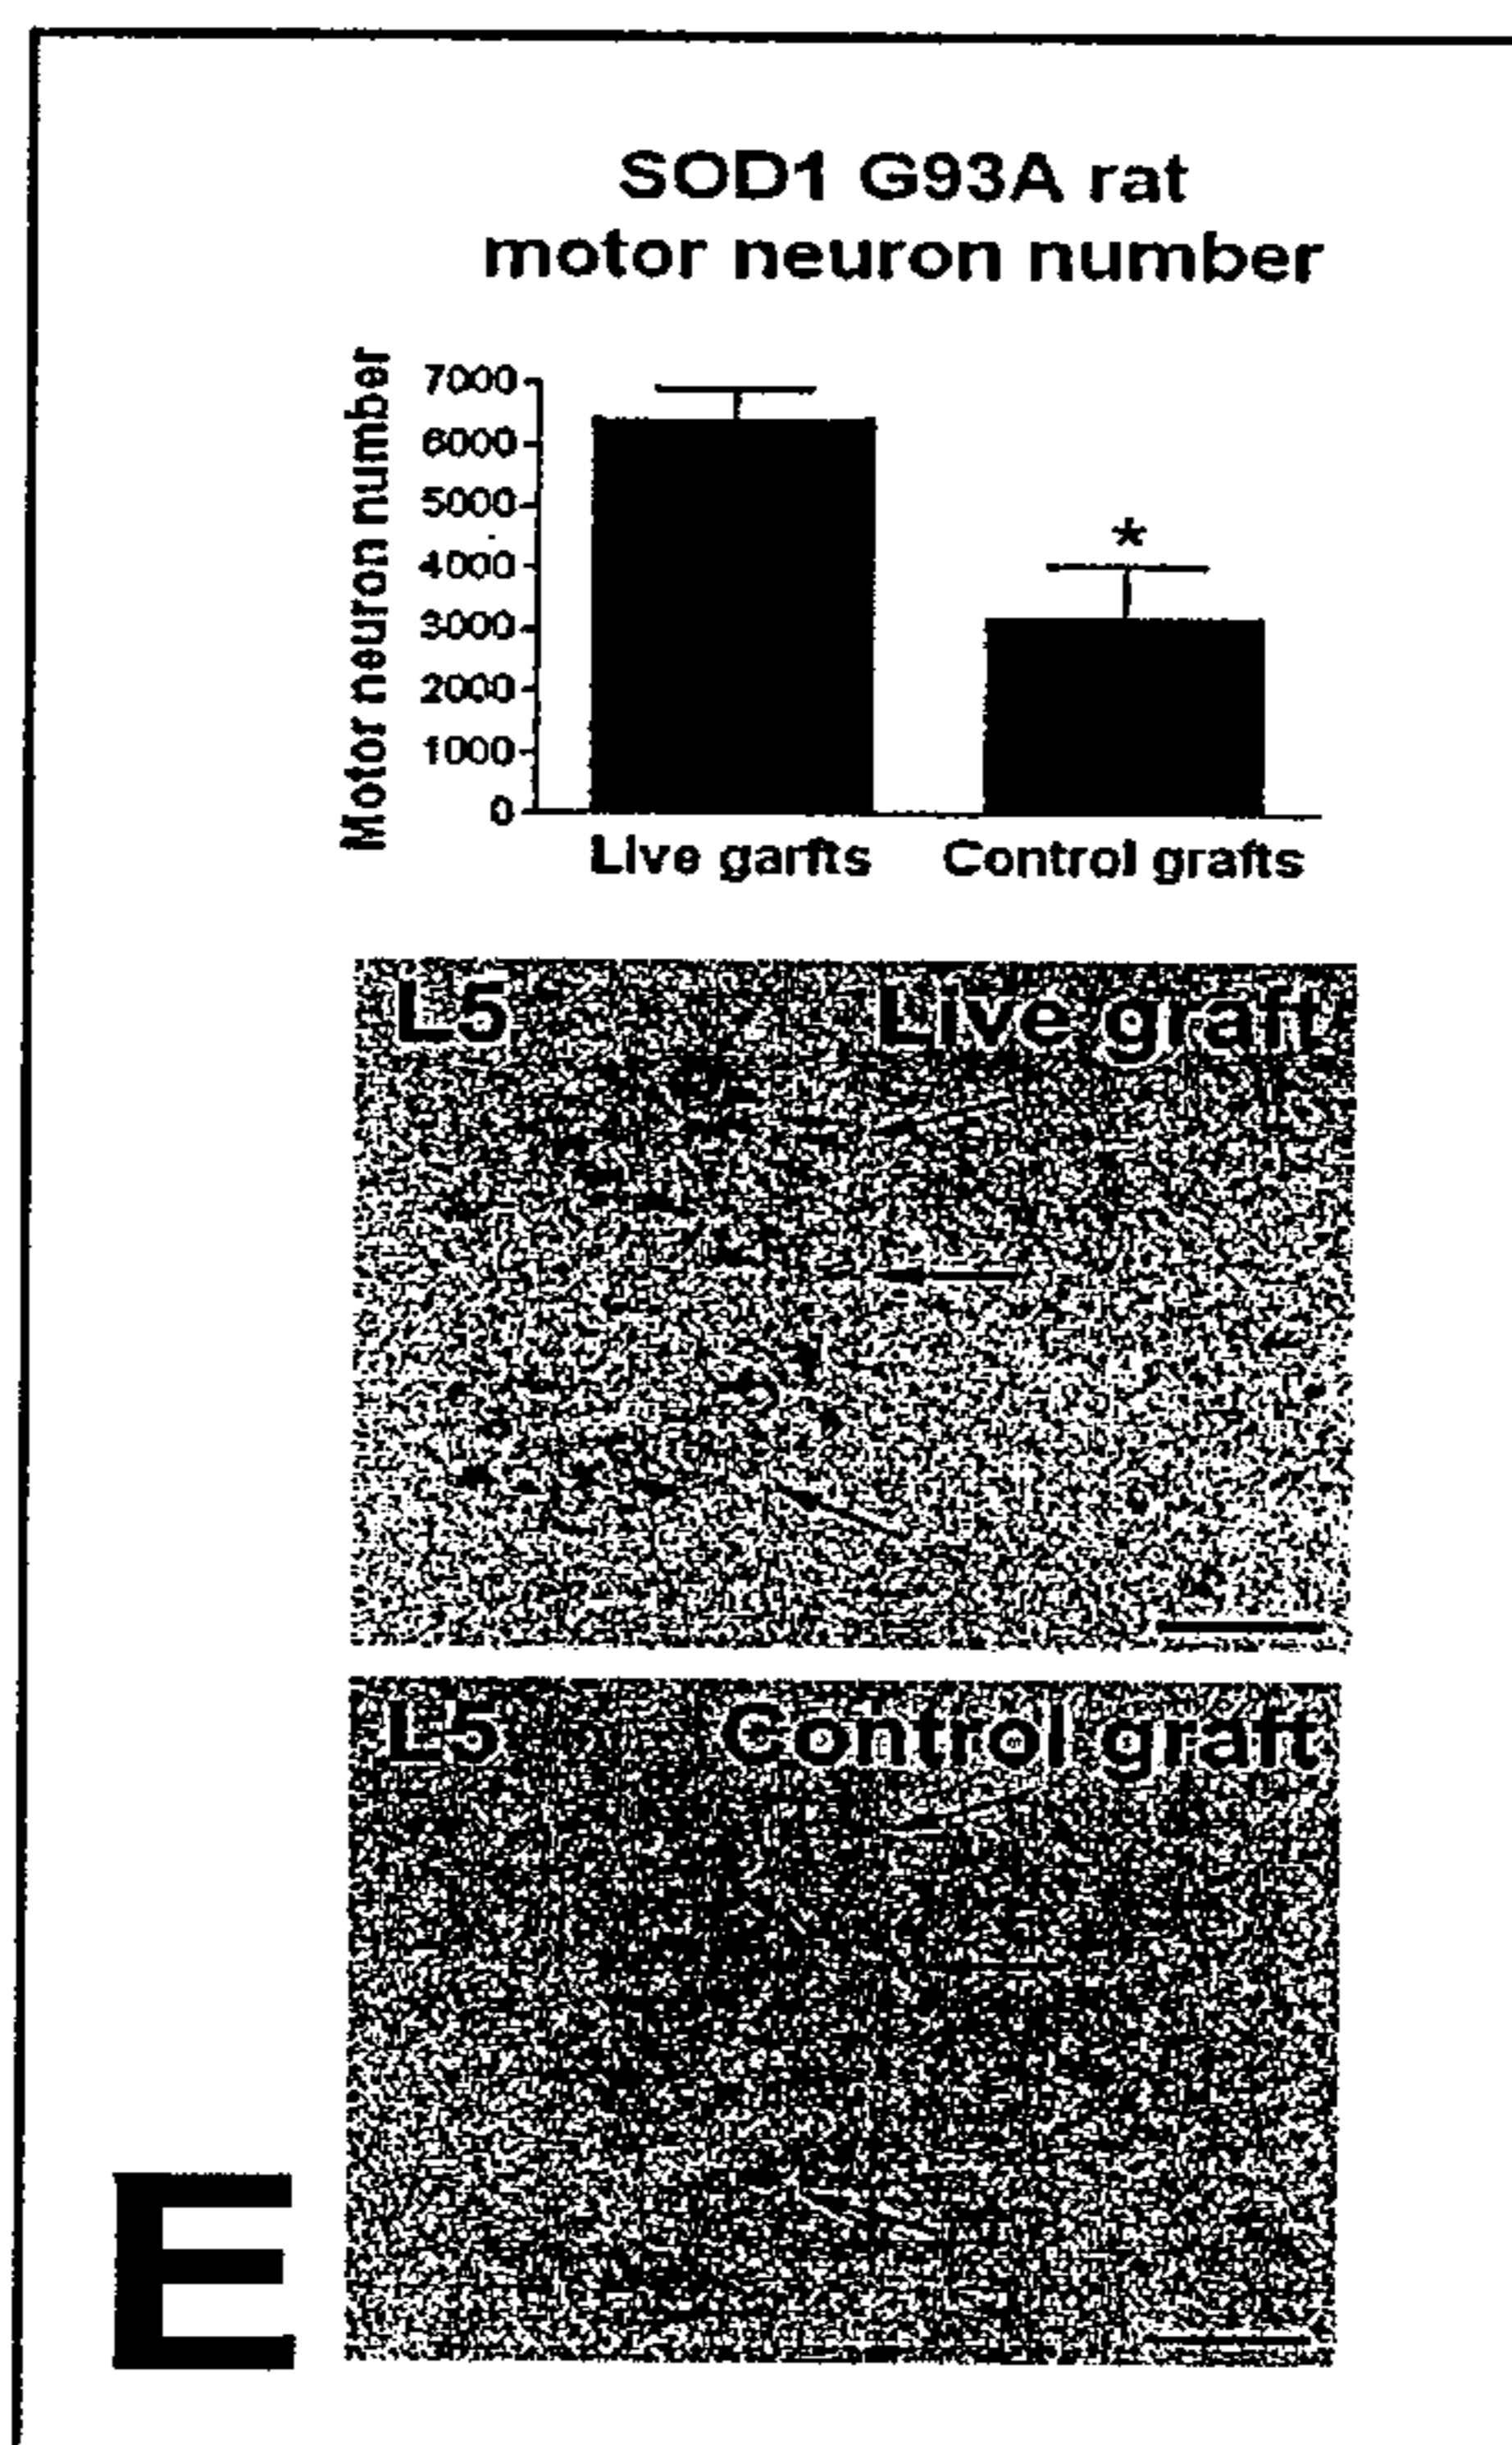 SOD1 G93A rat
motor neuron number
Motor neuron number
7000
6000
5000
4000
3000
2000
1000
0
*
Live garfts
Control grafts
L5
Live graft
L5
Control graft
E